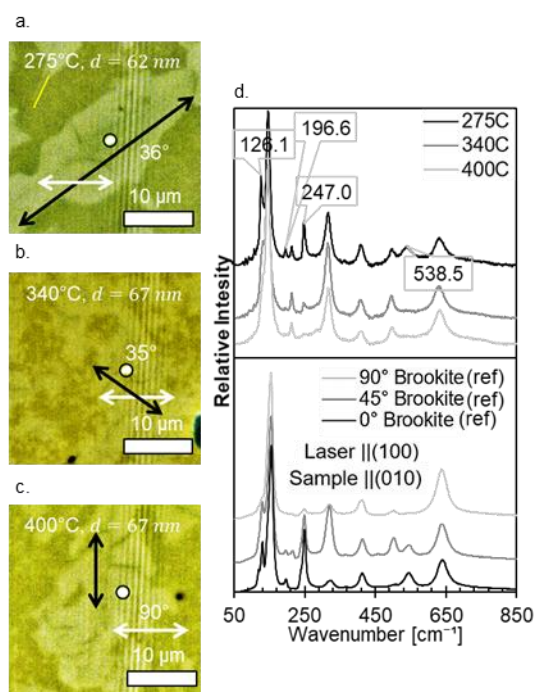 a.
275°C, d = 62 nm
36°
10 µm
b.
340°C, d = 67 nm
35°
10 µm
c.
400°C, d = 67 nm
90°
10 µm
d.
Relative Intesity
275C
340C
400C
126.1
196.6
247.0
538.5
90° Brookite (ref)
45° Brookite (ref)
0° Brookite (ref)
Laser ||(100)
Sample ||(010)
50 250 450 650 850
Wavenumber [cm⁻¹]